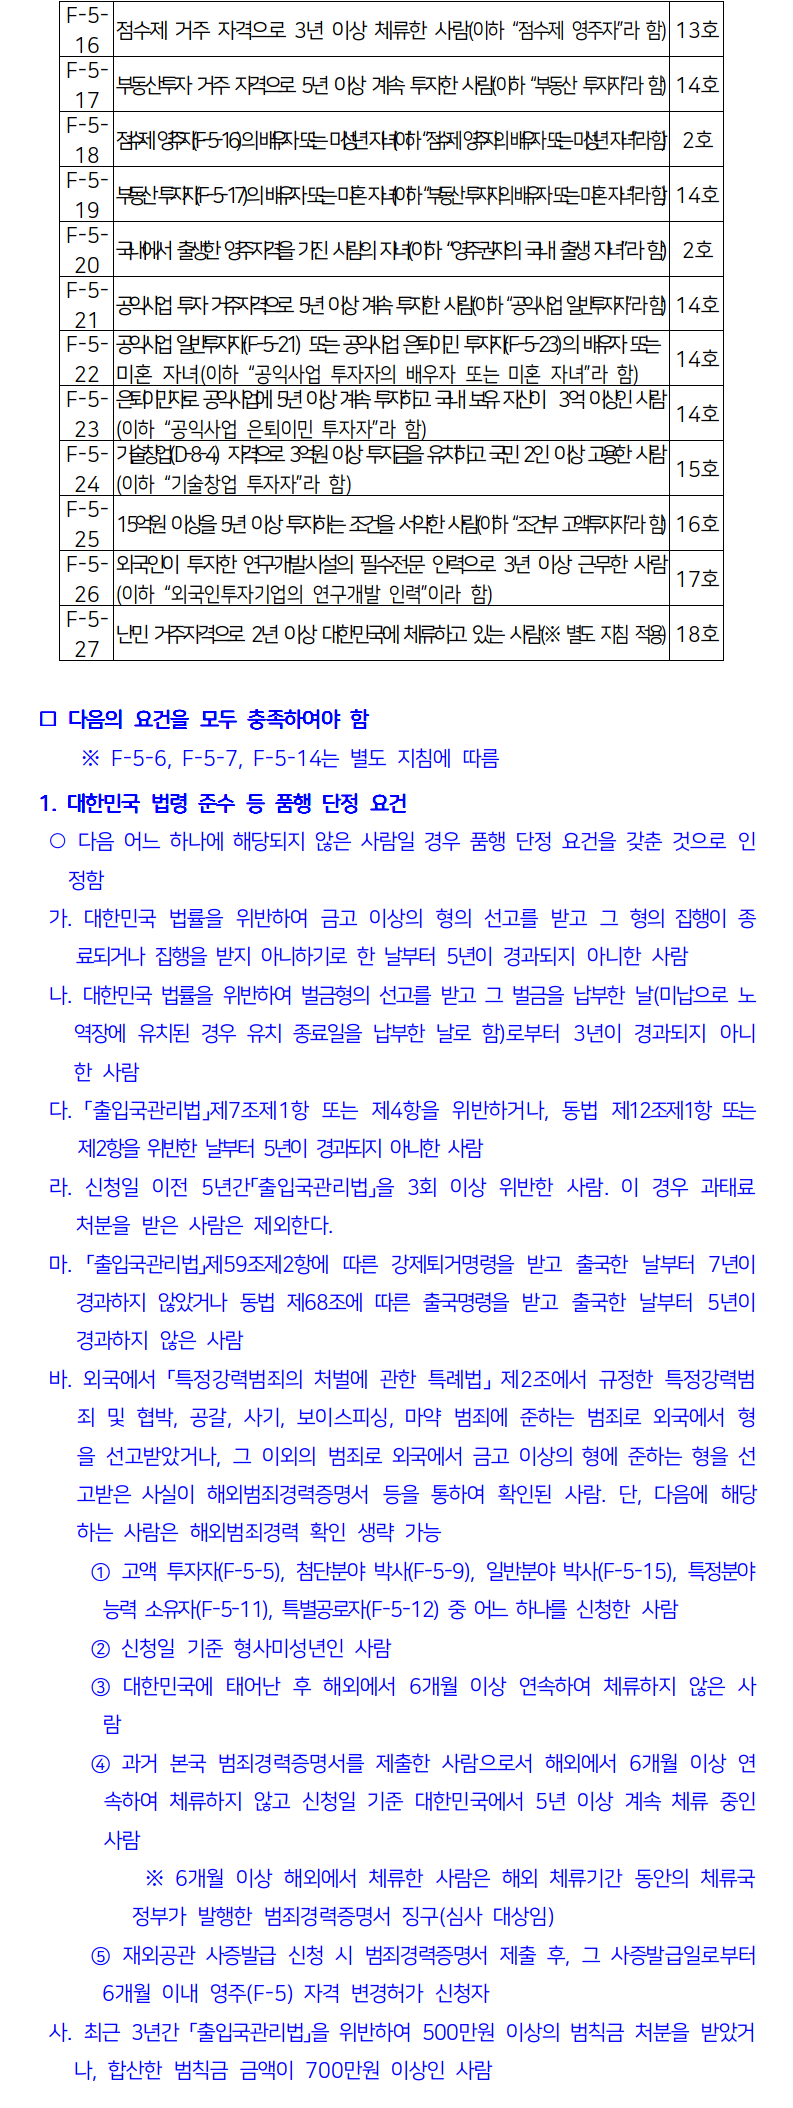 F-5-16 점수제 거주 자격으로 3년 이상 체류한 사람(이하 “점수제 영주자”라 함) 13호
F-5-17 부동산투자 거주 자격으로 5년 이상 계속 투자한 사람(이하 “부동산 투자자”라 함) 14호
F-5-18 점수제 영주자(F-5-16)의 배우자 또는 미성년 자녀(이하 “점수제 영주자의 배우자 또는 미성년 자녀”라 함) 2호
F-5-19 부동산 투자자(F-5-17)의 배우자 또는 미혼 자녀(이하 “부동산 투자자의 배우자 또는 미혼 자녀”라 함) 14호
F-5-20 국내에서 출생한 영주자격을 가진 사람의 자녀(이하 “영주권자의 국내 출생 자녀”라 함) 2호
F-5-21 공익사업 투자 거주자격으로 5년 이상 계속 투자한 사람(이하 “공익사업 일반투자자”라 함) 14호
F-5-22 공익사업 일반투자자(F-5-21) 또는 공익사업 은퇴이민 투자자(F-5-23)의 배우자 또는
미혼 자녀(이하 “공익사업 투자자의 배우자 또는 미혼 자녀”라 함) 14호
F-5-23 은퇴이민자로 공익사업에 5년 이상 계속 투자하고 국내 보유 자산이 3억 이상인 사람
(이하 “공익사업 은퇴이민 투자자”라 함) 14호
F-5-24 기술창업(D-8-4) 자격으로 3억원 이상 투자금을 유치하고 국민 2인 이상 고용한 사람
(이하 “기술창업 투자자”라 함) 15호
F-5-25 15억원 이상을 5년 이상 투자하는 조건을 서약한 사람(이하 “조건부 고액투자자”라 함) 16호
F-5-26 외국인이 투자한 연구개발시설의 필수전문 인력으로 3년 이상 근무한 사람
(이하 “외국인투자기업의 연구개발 인력”이라 함) 17호
F-5-27 난민 거주자격으로 2년 이상 대한민국에 체류하고 있는 사람(※ 별도 지침 적용) 18호
□ 다음의 요건을 모두 충족하여야 함
※ F-5-6, F-5-7, F-5-14는 별도 지침에 따름
1. 대한민국 법령 준수 등 품행 단정 요건
○ 다음 어느 하나에 해당되지 않은 사람일 경우 품행 단정 요건을 갖춘 것으로 인
정함
가. 대한민국 법률을 위반하여 금고 이상의 형의 선고를 받고 그 형의 집행이 종
료되거나 집행을 받지 아니하기로 한 날부터 5년이 경과되지 아니한 사람
나. 대한민국 법률을 위반하여 벌금형의 선고를 받고 그 벌금을 납부한 날(미납으로 노
역장에 유치된 경우 유치 종료일을 납부한 날로 함)로부터 3년이 경과되지 아니
한 사람
다. 「출입국관리법」제7조제1항 또는 제4항을 위반하거나, 동법 제12조제1항 또는
제2항을 위반한 날부터 5년이 경과되지 아니한 사람
라. 신청일 이전 5년간「출입국관리법」을 3회 이상 위반한 사람. 이 경우 과태료
처분을 받은 사람은 제외한다.
마. 「출입국관리법」제59조제2항에 따른 강제퇴거명령을 받고 출국한 날부터 7년이
경과하지 않았거나 동법 제68조에 따른 출국명령을 받고 출국한 날부터 5년이
경과하지 않은 사람
바. 외국에서 「특정강력범죄의 처벌에 관한 특례법」 제2조에서 규정한 특정강력범
죄 및 협박, 공갈, 사기, 보이스피싱, 마약 범죄에 준하는 범죄로 외국에서 형
을 선고받았거나, 그 이외의 범죄로 외국에서 금고 이상의 형에 준하는 형을 선
고받은 사실이 해외범죄경력증명서 등을 통하여 확인된 사람. 단, 다음에 해당
하는 사람은 해외범죄경력 확인 생략 가능
① 고액 투자자(F-5-5), 첨단분야 박사(F-5-9), 일반분야 박사(F-5-15), 특정분야
능력 소유자(F-5-11), 특별공로자(F-5-12) 중 어느 하나를 신청한 사람
② 신청일 기준 형사미성년인 사람
③ 대한민국에 태어난 후 해외에서 6개월 이상 연속하여 체류하지 않은 사
람
④ 과거 본국 범죄경력증명서를 제출한 사람으로서 해외에서 6개월 이상 연
속하여 체류하지 않고 신청일 기준 대한민국에서 5년 이상 계속 체류 중인
사람
※ 6개월 이상 해외에서 체류한 사람은 해외 체류기간 동안의 체류국
정부가 발행한 범죄경력증명서 징구(심사 대상임)
⑤ 재외공관 사증발급 신청 시 범죄경력증명서 제출 후, 그 사증발급일로부터
6개월 이내 영주(F-5) 자격 변경허가 신청자
사. 최근 3년간 「출입국관리법」을 위반하여 500만원 이상의 범칙금 처분을 받았거
나, 합산한 범칙금 금액이 700만원 이상인 사람